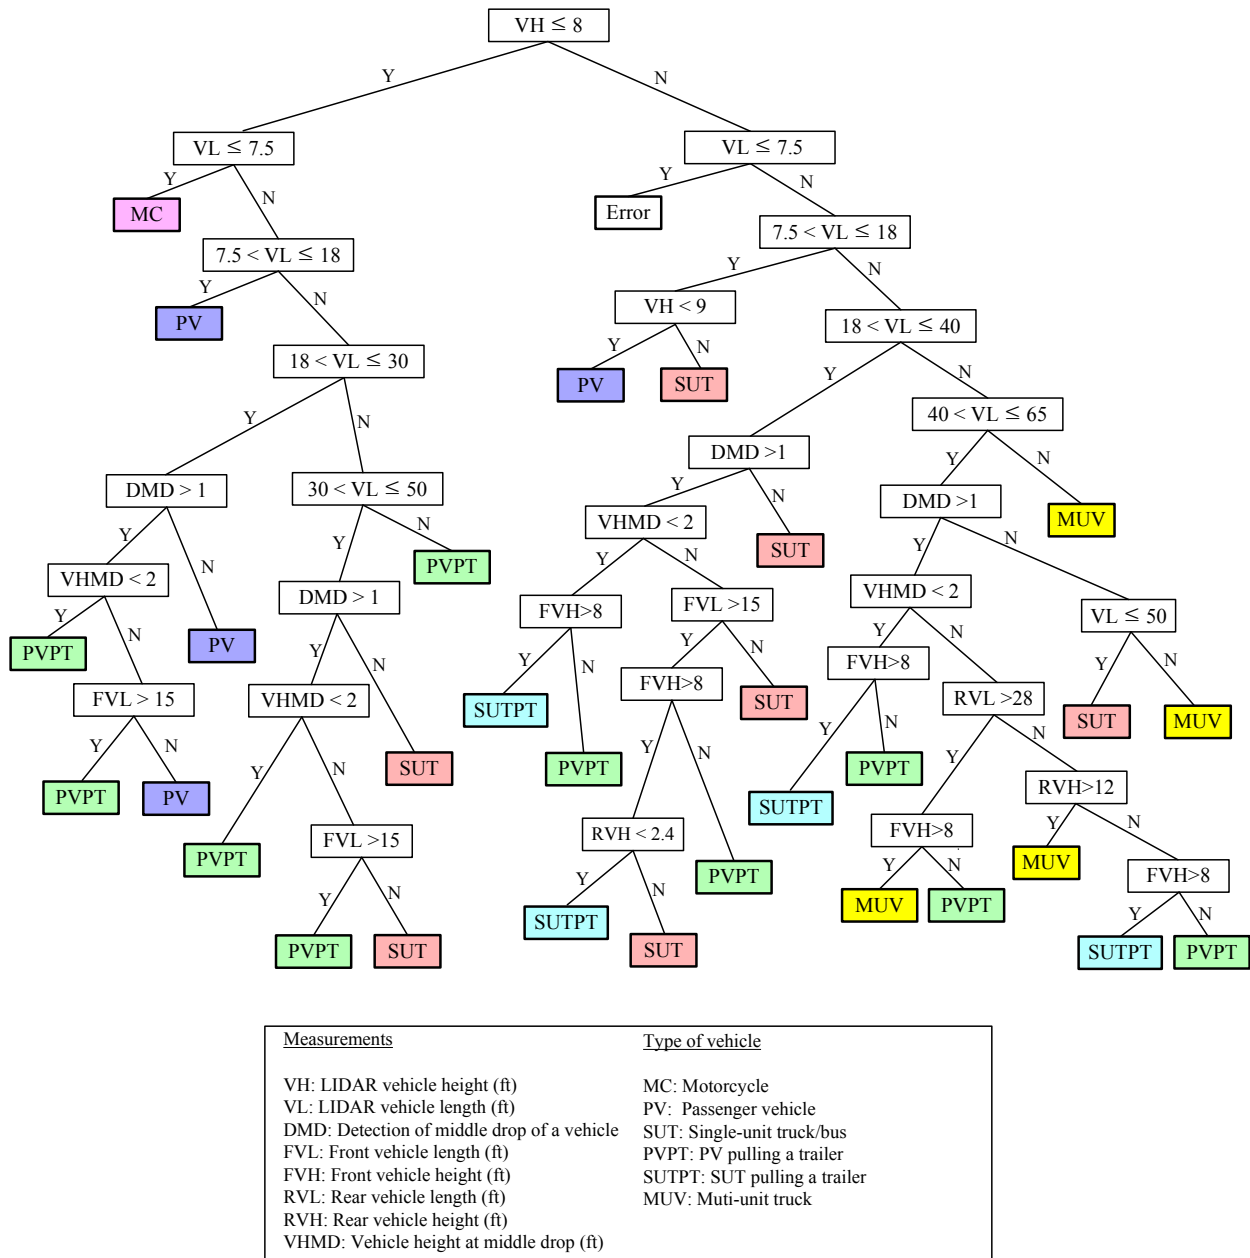 VH ≤ 8
Y
N
VL ≤ 7.5
VL ≤ 7.5
Y
N
Y
N
MC
Error
7.5 < VL ≤ 18
7.5 < VL ≤ 18
Y
N
Y
N
PV
VH < 9
18 < VL ≤ 40
18 < VL ≤ 30
Y
N
Y
N
PV
SUT
40 < VL ≤ 65
Y
N
DMD >1
Y
N
DMD > 1
30 < VL ≤ 50
Y
N
DMD >1
MUV
Y
N
Y
N
VHMD < 2
SUT
Y
N
PVPT
VHMD < 2
DMD > 1
Y
N
VHMD < 2
VL ≤ 50
Y
N
FVH>8
FVL >15
PVPT
PV
Y
N
Y
N
Y
N
FVH>8
Y
N
Y
N
FVL > 15
VHMD < 2
SUTPT
FVH>8
SUT
RVL >28
SUT
MUV
Y
N
SUT
PVPT
Y
N
PVPT
Y
N
PVPT
PV
Y
N
Y
N
SUTPT
RVH>12
FVL >15
RVH < 2.4
FVH>8
Y
N
PVPT
PVPT
Y
N
MUV
FVH>8
Y
N
Y
N
MUV
PVPT
Y
N
SUTPT
SUT
PVPT
SUT
SUTPT
PVPT
Measurements
VH: LIDAR vehicle height (ft)
VL: LIDAR vehicle length (ft)
DMD: Detection of middle drop of a vehicle
FVL: Front vehicle length (ft)
FVH: Front vehicle height (ft)
RVL: Rear vehicle length (ft)
RVH: Rear vehicle height (ft)
VHMD: Vehicle height at middle drop (ft)
Type of vehicle
MC: Motorcycle
PV:  Passenger vehicle
SUT: Single-unit truck/bus
PVPT: PV pulling a trailer
SUTPT: SUT pulling a trailer
MUV: Muti-unit truck